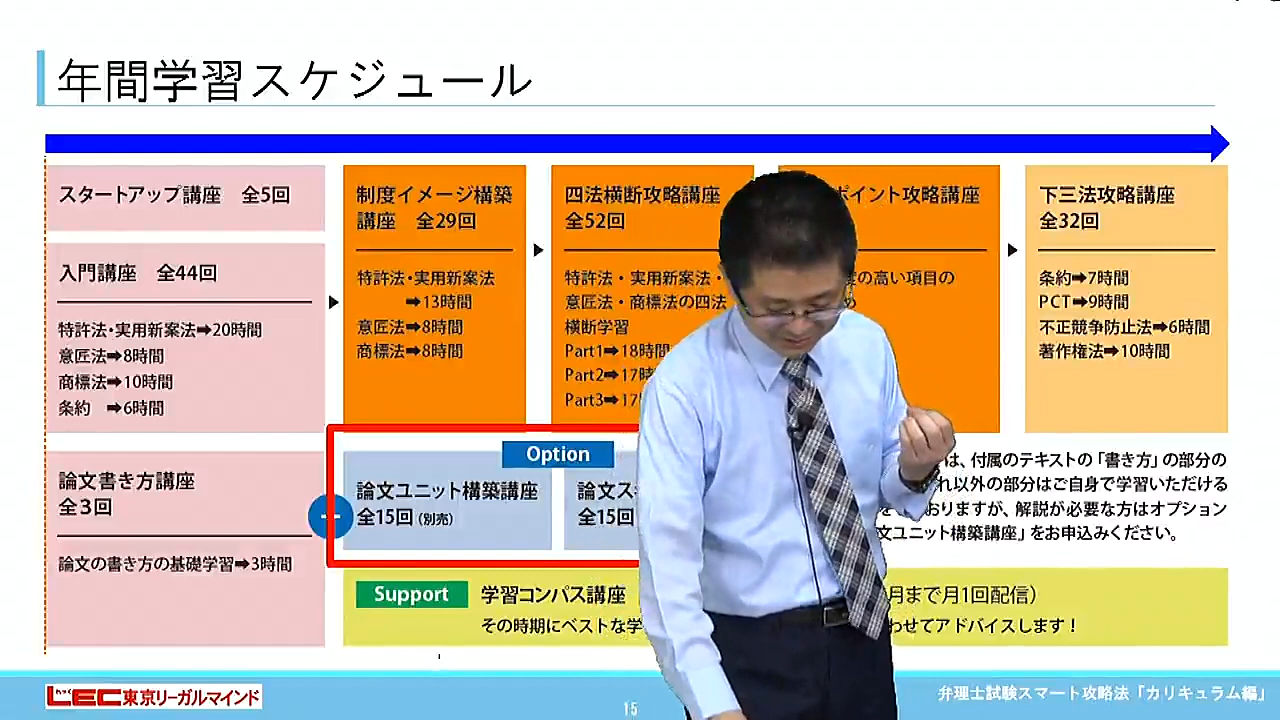 年間学習スケジュール
スタートアップ講座 全5回
入門講座 全44回
特許法・実用新案法➡20時間
意匠法➡8時間
商標法➡10時間
条約 ➡6時間
論文書き方講座
全3回
論文の書き方の基礎学習➡3時間
制度イメージ構築
講座 全29回
特許法・実用新案法
➡13時間
意匠法➡8時間
商標法➡8時間
四法横断攻略講座
全52回
特許法・実用新案法・
意匠法・商標法の四法
横断学習
Part1➡18時間
Part2➡17時
Part3➡17
ポイント攻略講座
度の高い項目の
下三法攻略講座
全32回
条約➡7時間
PCT➡9時間
不正競争防止法➡6時間
著作権法➡10時間
Option
論文ユニット構築講座
全15回(別売)
論文ス
全15回
は、付属のテキストの「書き方」の部分の
れ以外の部分はご自身で学習いただける
ておりますが、解説が必要な方はオプション
文ユニット構築講座」をお申込みください。
Support 学習コンパス講座
月まで月1回配信)
その時期にベストな学
わせてアドバイスします!
LEC東京リーガルマインド
15
弁理士試験スマート攻略法「カリキュラム編」